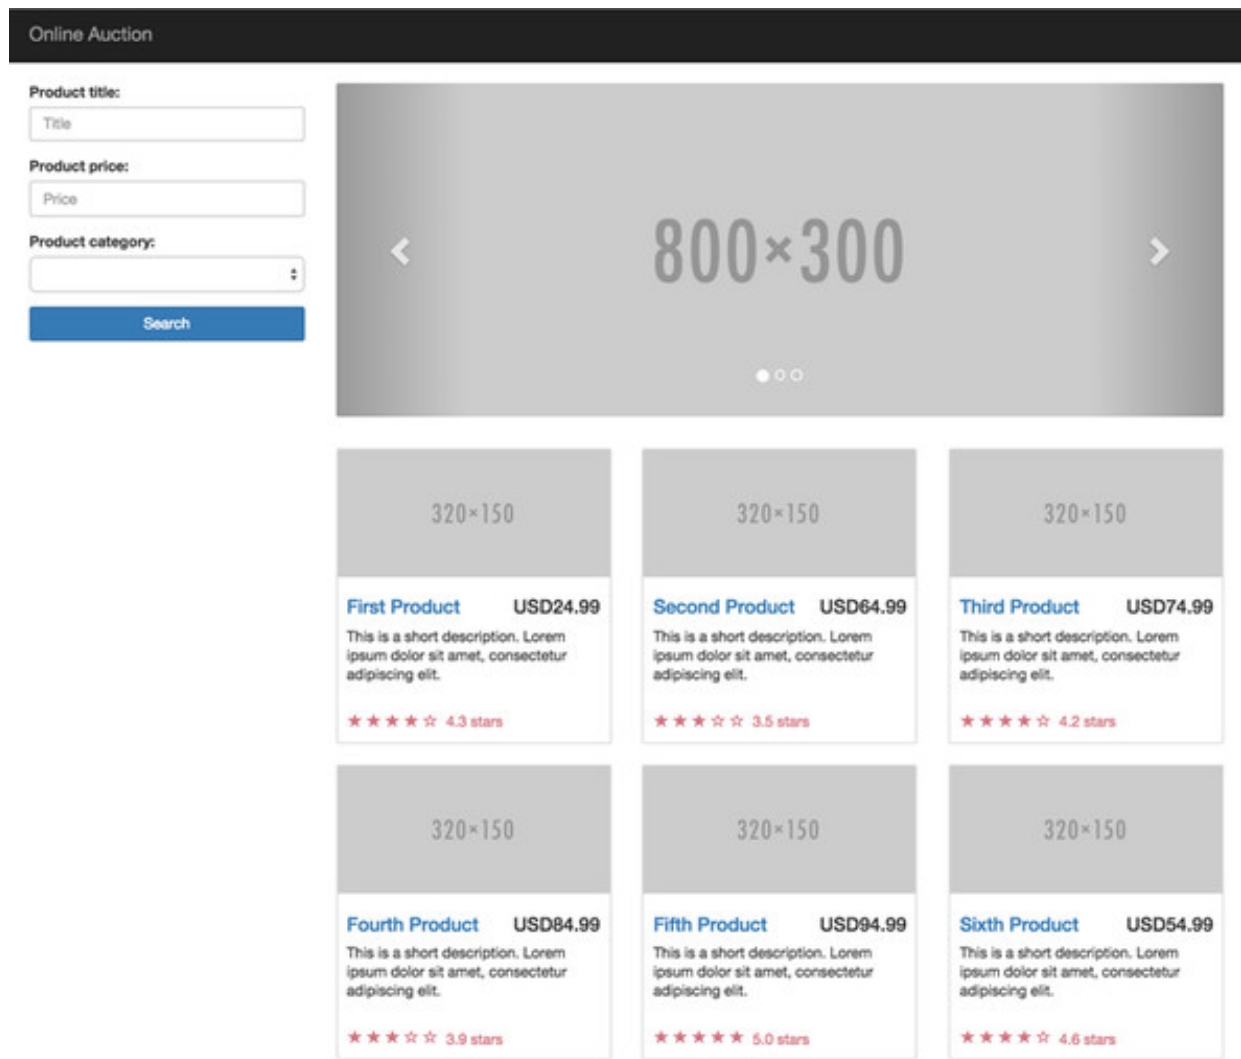 Online Auction
Product title:
Title
Product price:
Price
Product category:
Search
800×300
320×150
First Product USD24.99
This is a short description. Lorem
ipsum dolor sit amet, consectetur
adipiscing elit.
★★★★☆ 4.3 stars
320×150
Second Product USD64.99
This is a short description. Lorem
ipsum dolor sit amet, consectetur
adipiscing elit.
★★★☆☆ 3.5 stars
320×150
Third Product USD74.99
This is a short description. Lorem
ipsum dolor sit amet, consectetur
adipiscing elit.
★★★★☆ 4.2 stars
320×150
Fourth Product USD84.99
This is a short description. Lorem
ipsum dolor sit amet, consectetur
adipiscing elit.
★★★☆☆ 3.9 stars
320×150
Fifth Product USD94.99
This is a short description. Lorem
ipsum dolor sit amet, consectetur
adipiscing elit.
★★★★★ 5.0 stars
320×150
Sixth Product USD54.99
This is a short description. Lorem
ipsum dolor sit amet, consectetur
adipiscing elit.
★★★★☆ 4.6 stars